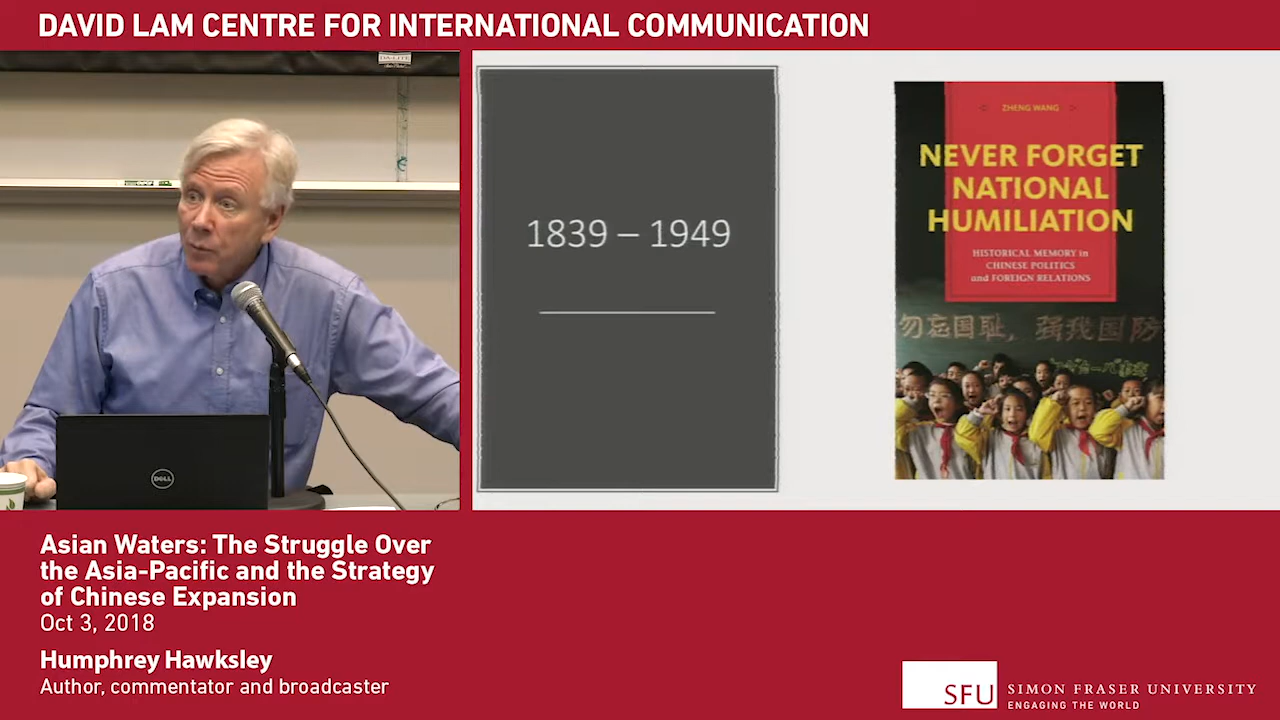 DAVID LAM CENTRE FOR INTERNATIONAL COMMUNICATION
DA-LITE
DELL
1839 – 1949
ZHENG WANG
NEVER FORGET
NATIONAL
HUMILIATION
HISTORICAL MEMORY in
CHINESE POLITICS
and FOREIGN RELATIONS
勿忘国耻，强我国防
Asian Waters: The Struggle Over
the Asia-Pacific and the Strategy
of Chinese Expansion
Oct 3, 2018
Humphrey Hawksley
Author, commentator and broadcaster
SFU
SIMON FRASER UNIVERSITY
ENGAGING THE WORLD